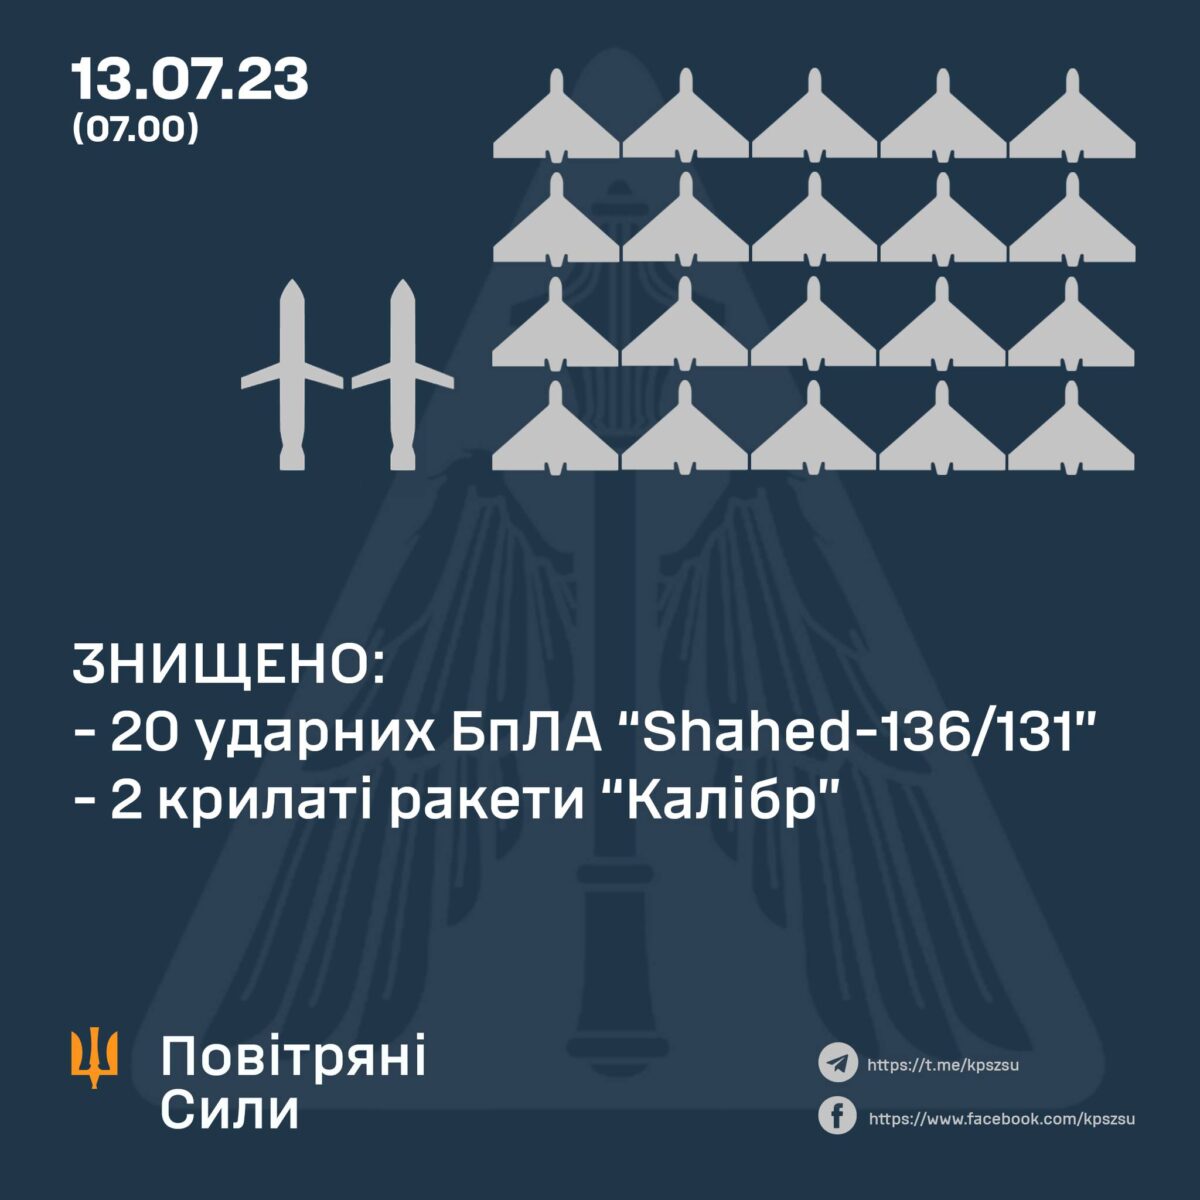 13.07.23
(07.00)
ЗНИЩЕНО:
- 20 ударних БпЛА “Shahed-136/131”
- 2 крилаті ракети “Калібр”
Повітряні
Сили
https://t.me/kpszsu
https://www.facebook.com/kpszsu